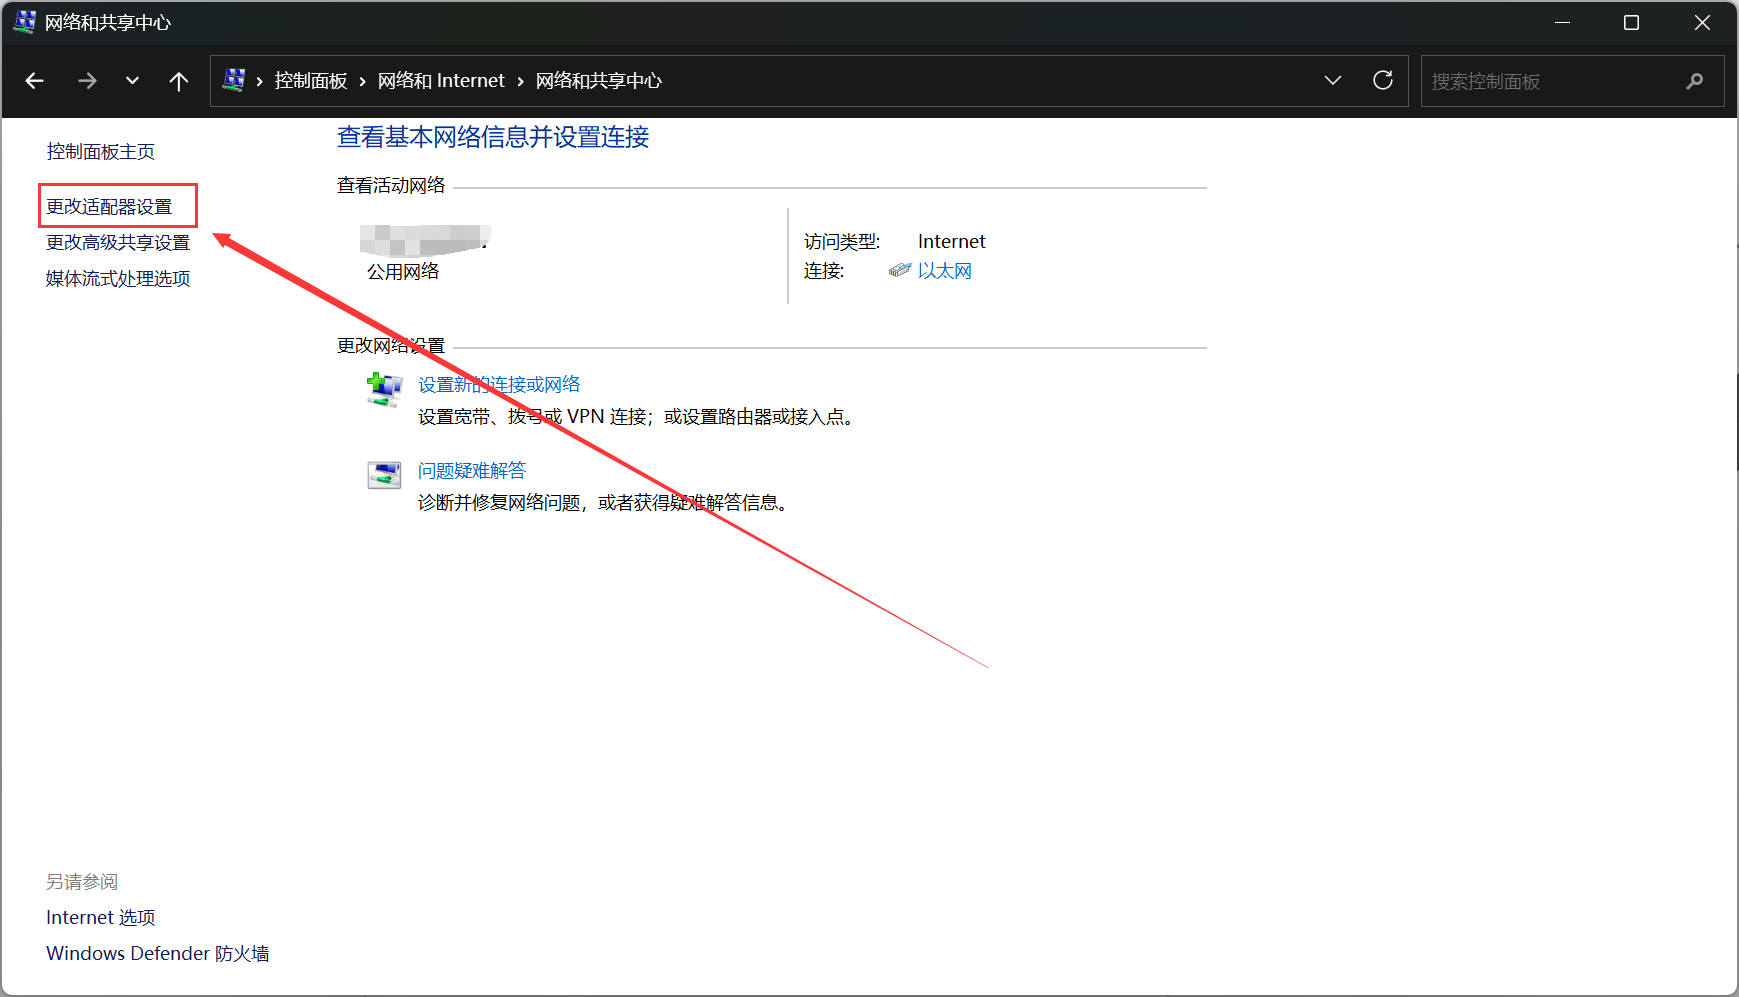 网络和共享中心
控制面板 › 网络和 Internet › 网络和共享中心
搜索控制面板
控制面板主页
更改适配器设置
更改高级共享设置
媒体流式处理选项
查看基本网络信息并设置连接
查看活动网络
公用网络
访问类型: Internet
连接: 以太网
更改网络设置
设置新的连接或网络
设置宽带、拨号或 VPN 连接；或设置路由器或接入点。
问题疑难解答
诊断并修复网络问题，或者获得疑难解答信息。
另请参阅
Internet 选项
Windows Defender 防火墙